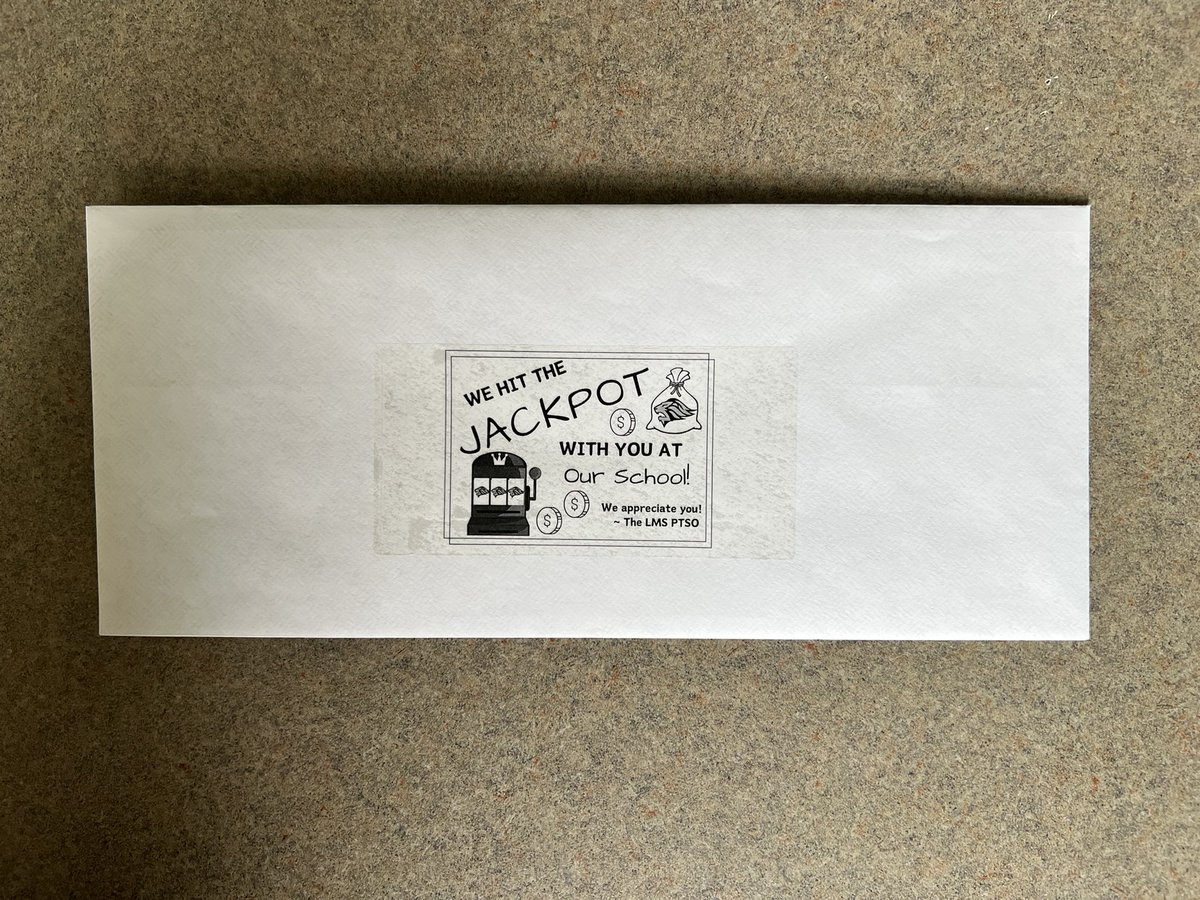 WE HIT THE
JACKPOT
WITH YOU AT
Our School!
We appreciate you!
~ The LMS PTSO
$
$
$